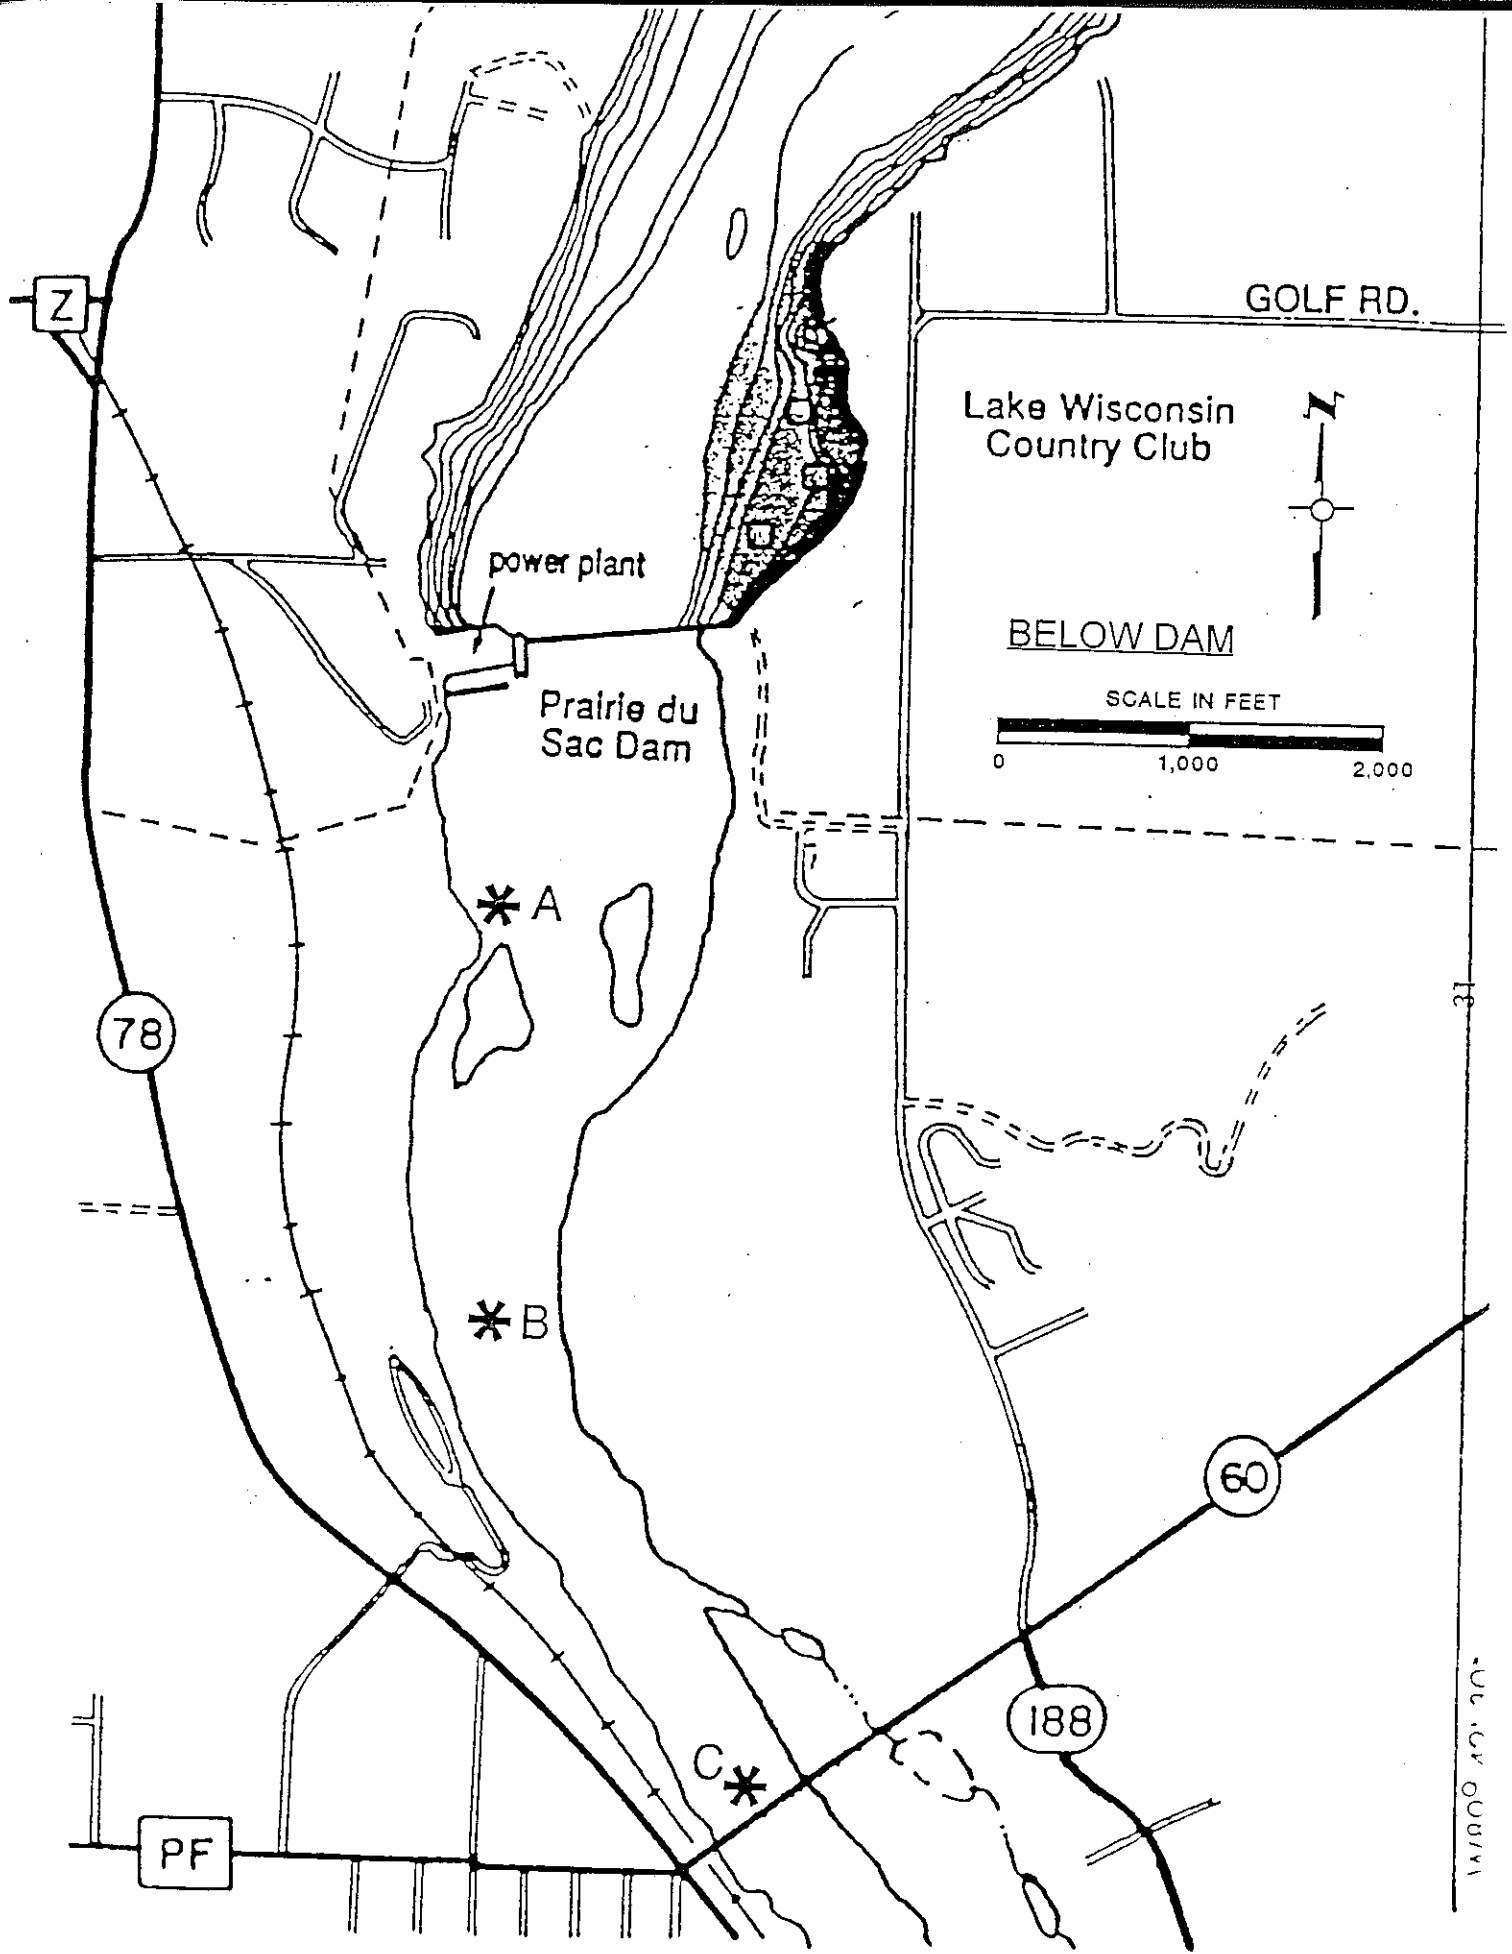 Z
GOLF RD.
Lake Wisconsin
Country Club
N
power plant
BELOW DAM
SCALE IN FEET
0 1,000 2,000
Prairie du
Sac Dam
A
31
78
B
60
188
C
PF